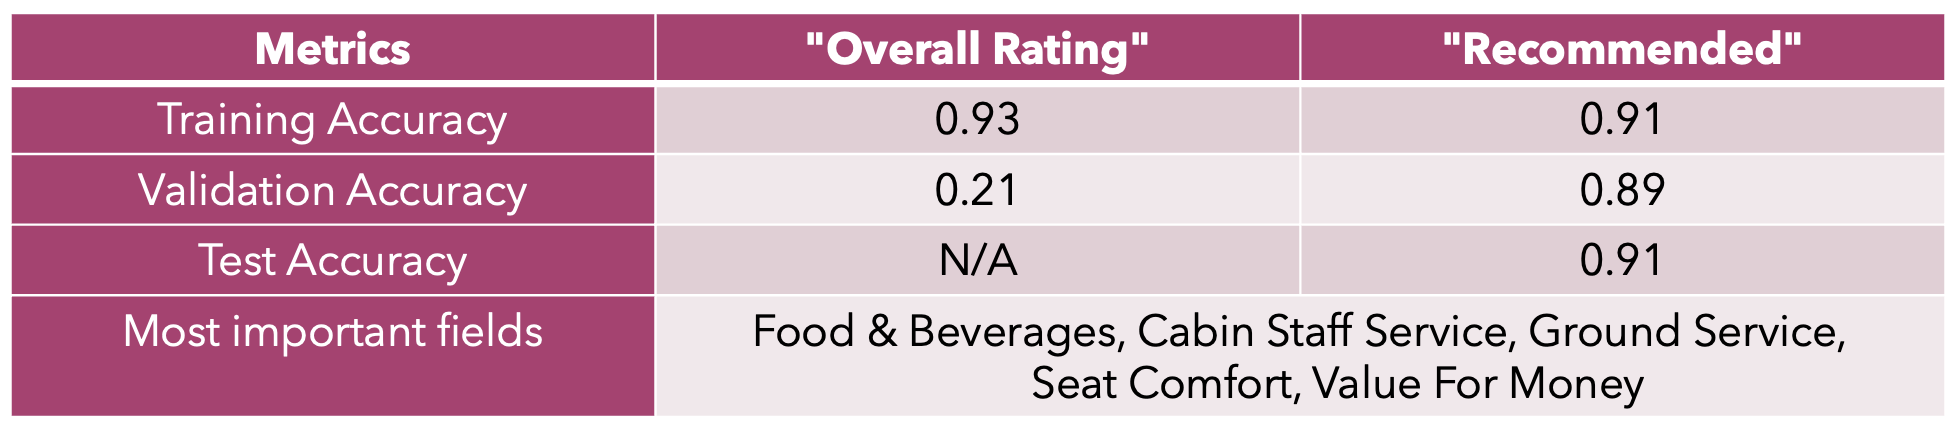 Metrics "Overall Rating" "Recommended"
Training Accuracy 0.93 0.91
Validation Accuracy 0.21 0.89
Test Accuracy N/A 0.91
Most important fields Food & Beverages, Cabin Staff Service, Ground Service,
Seat Comfort, Value For Money